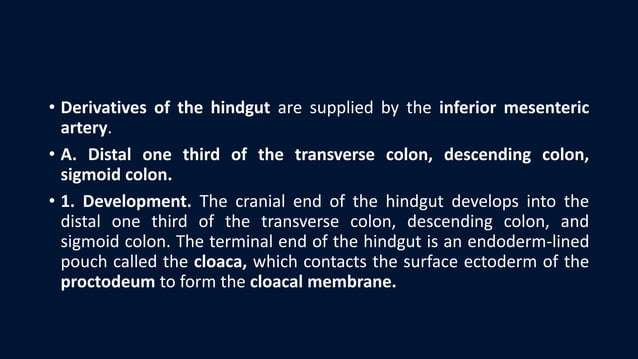 • Derivatives of the hindgut are supplied by the inferior mesenteric
artery.
• A. Distal one third of the transverse colon, descending colon,
sigmoid colon.
• 1. Development. The cranial end of the hindgut develops into the
distal one third of the transverse colon, descending colon, and
sigmoid colon. The terminal end of the hindgut is an endoderm-lined
pouch called the cloaca, which contacts the surface ectoderm of the
proctodeum to form the cloacal membrane.